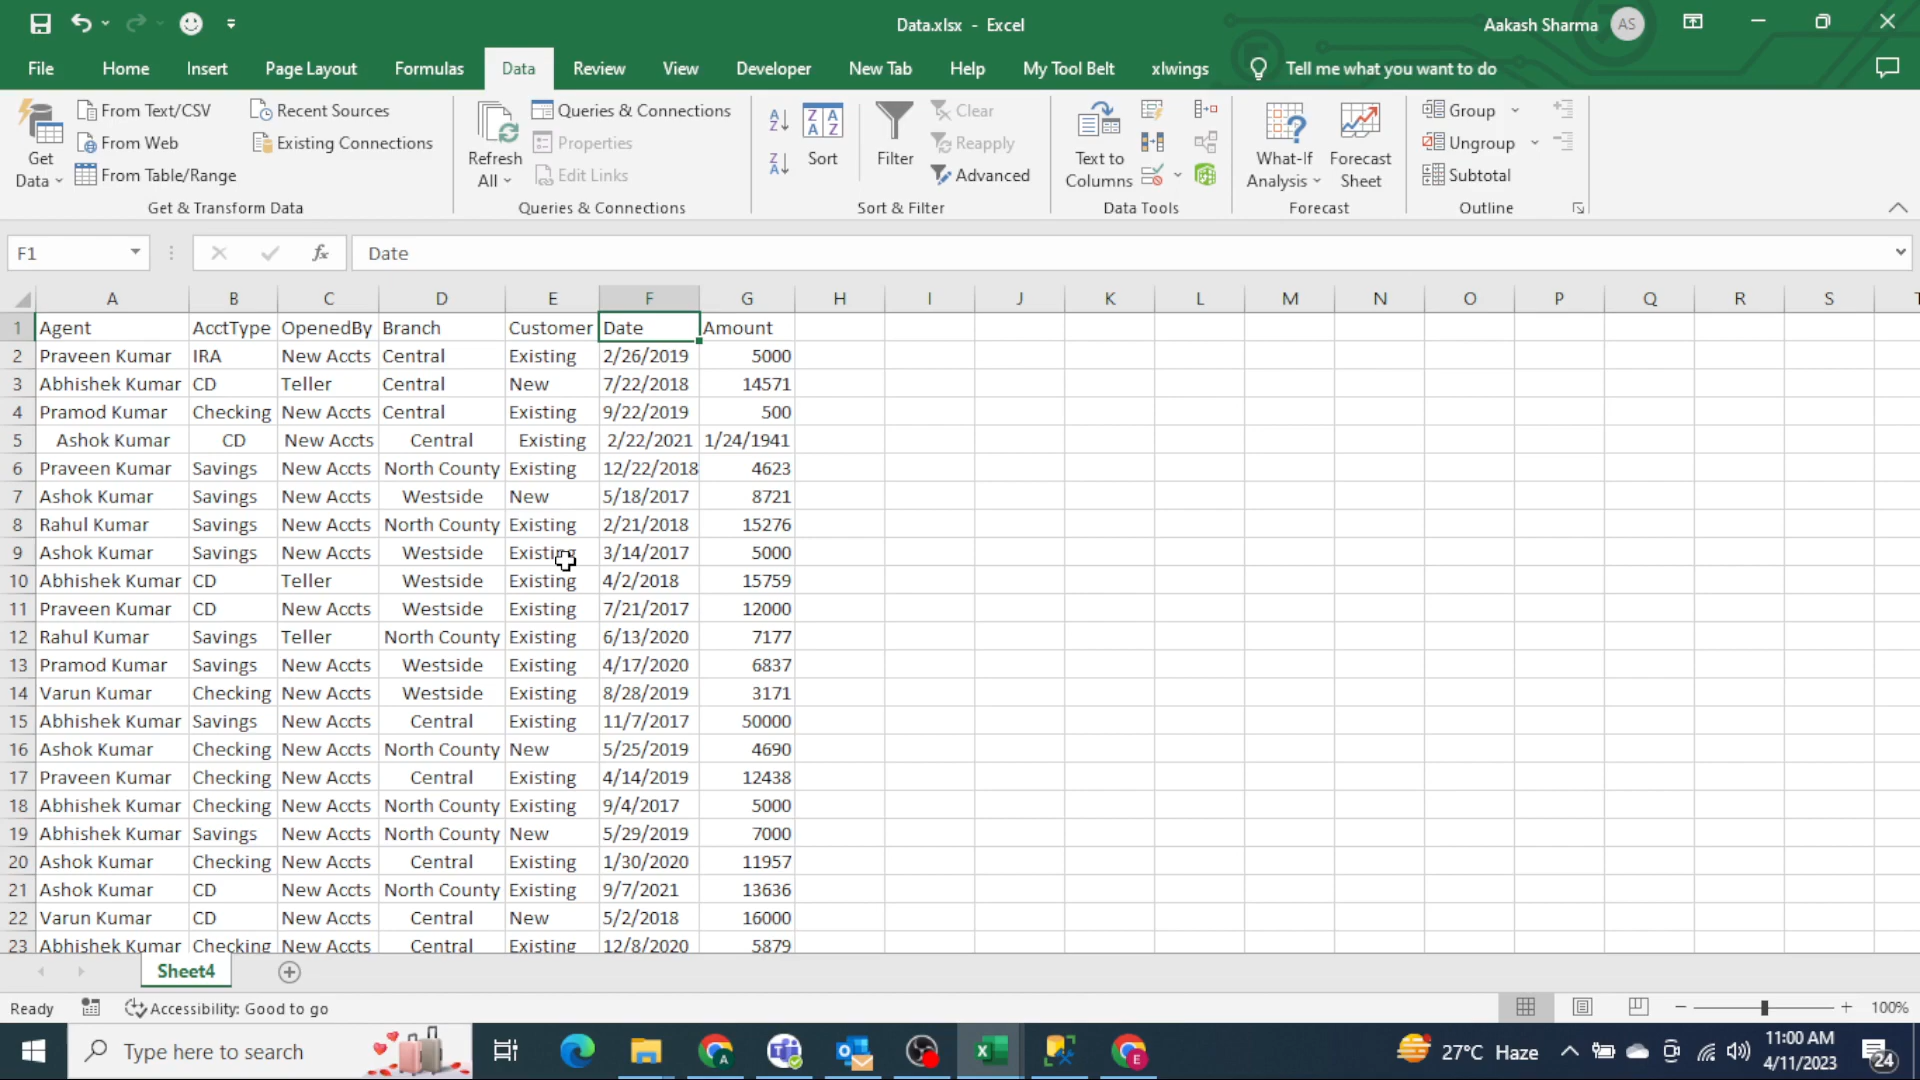 Data.xlsx - Excel
Aakash Sharma AS
File Home Insert Page Layout Formulas Data Review View Developer New Tab Help My Tool Belt xlwings Tell me what you want to do
Get Data
From Text/CSV
From Web
From Table/Range
Recent Sources
Existing Connections
Get & Transform Data
Refresh All
Queries & Connections
Properties
Edit Links
Queries & Connections
Sort
Filter
Clear
Reapply
Advanced
Sort & Filter
Text to Columns
Data Tools
What-If Analysis
Forecast Sheet
Forecast
Group
Ungroup
Subtotal
Outline
F1 fx Date
A B C D E F G H I J K L M N O P Q R S
1 Agent AcctType OpenedBy Branch Customer Date Amount
2 Praveen Kumar IRA New Accts Central Existing 2/26/2019 5000
3 Abhishek Kumar CD Teller Central New 7/22/2018 14571
4 Pramod Kumar Checking New Accts Central Existing 9/22/2019 500
5 Ashok Kumar CD New Accts Central Existing 2/22/2021 1/24/1941
6 Praveen Kumar Savings New Accts North County Existing 12/22/2018 4623
7 Ashok Kumar Savings New Accts Westside New 5/18/2017 8721
8 Rahul Kumar Savings New Accts North County Existing 2/21/2018 15276
9 Ashok Kumar Savings New Accts Westside Existing 3/14/2017 5000
10 Abhishek Kumar CD Teller Westside Existing 4/2/2018 15759
11 Praveen Kumar CD New Accts Westside Existing 7/21/2017 12000
12 Rahul Kumar Savings Teller North County Existing 6/13/2020 7177
13 Pramod Kumar Savings New Accts Westside Existing 4/17/2020 6837
14 Varun Kumar Checking New Accts Westside Existing 8/28/2019 3171
15 Abhishek Kumar Savings New Accts Central Existing 11/7/2017 50000
16 Ashok Kumar Checking New Accts North County New 5/25/2019 4690
17 Praveen Kumar Checking New Accts Central Existing 4/14/2019 12438
18 Abhishek Kumar Checking New Accts North County Existing 9/4/2017 5000
19 Abhishek Kumar Savings New Accts North County New 5/29/2019 7000
20 Ashok Kumar Checking New Accts Central Existing 1/30/2020 11957
21 Ashok Kumar CD New Accts North County Existing 9/7/2021 13636
22 Varun Kumar CD New Accts Central New 5/2/2018 16000
23 Abhishek Kumar Checking New Accts Central Existing 12/8/2020 5879
Sheet4
Ready Accessibility: Good to go 100%
Type here to search 27°C Haze 11:00 AM
4/11/2023 24